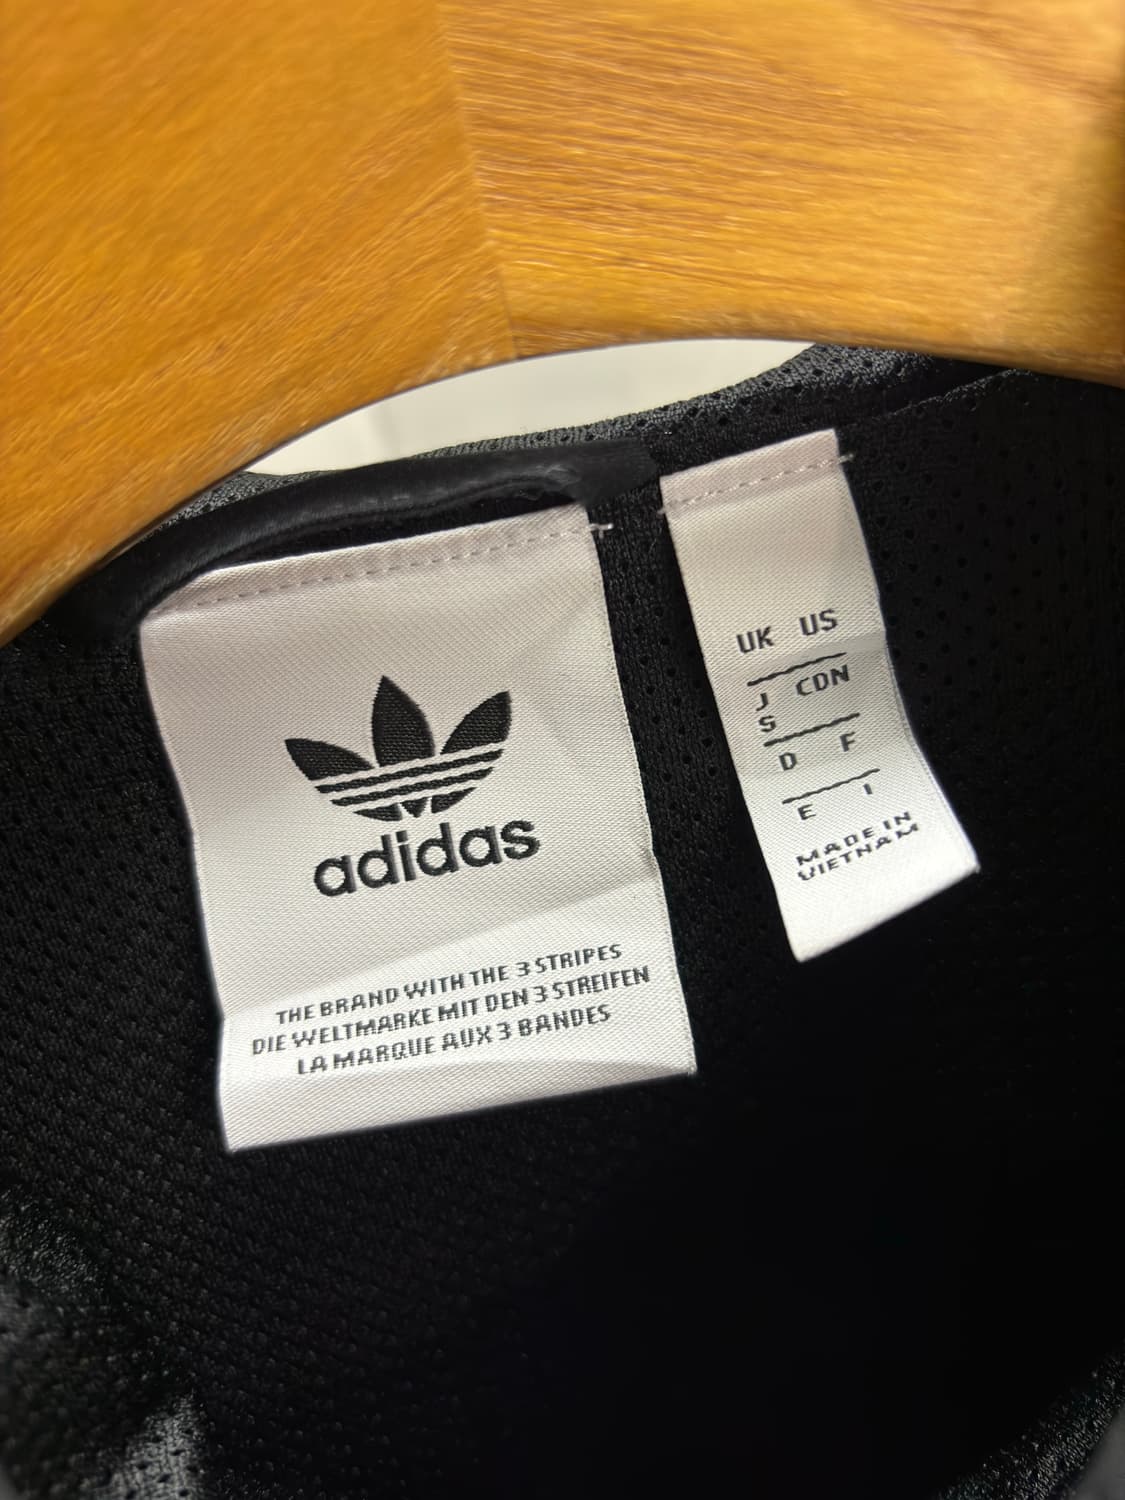 adidas
THE BRAND WITH THE 3 STRIPES
DIE WELTMARKE MIT DEN 3 STREIFEN
LA MARQUE AUX 3 BANDES
UK US
J CDN
S
D F
E I
MADE IN
VIETNAM